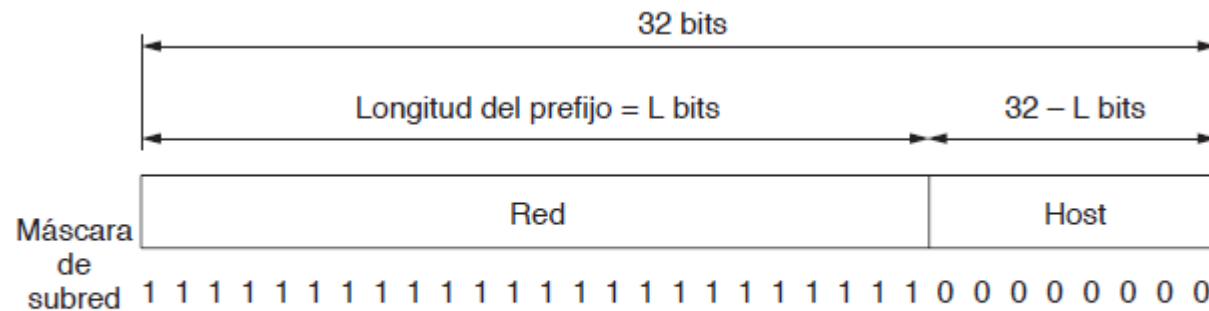 32 bits
Longitud del prefijo = L bits
32 – L bits
Red
Host
Máscara
de
subred
1 1 1 1 1 1 1 1 1 1 1 1 1 1 1 1 1 1 1 1 1 1 1 1 0 0 0 0 0 0 0 0